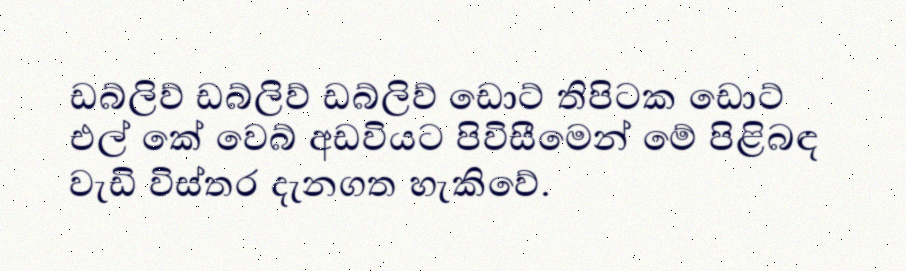 ඩබ්ලිව් ඩබ්ලිව් ඩබ්ලිව් ඩොට් තිපිටක ඩොට්
එල් කේ වෙබ් අඩවියට පිවිසීමෙන් මේ පිළිබඳ
වැඩි විස්තර දැනගත හැකිවේ.